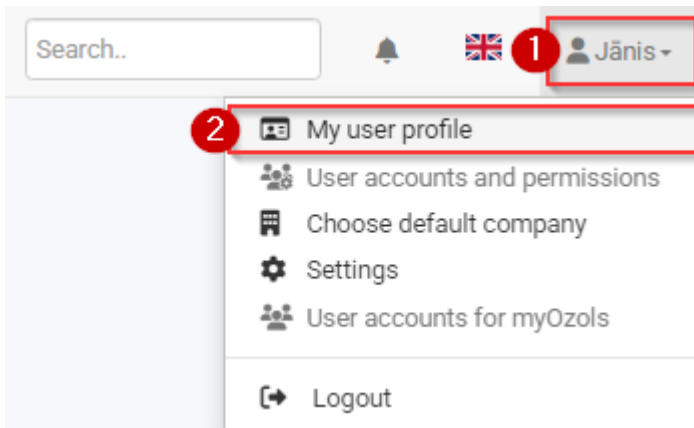 Search..
1
Jānis
2
My user profile
User accounts and permissions
Choose default company
Settings
User accounts for myOzols
Logout